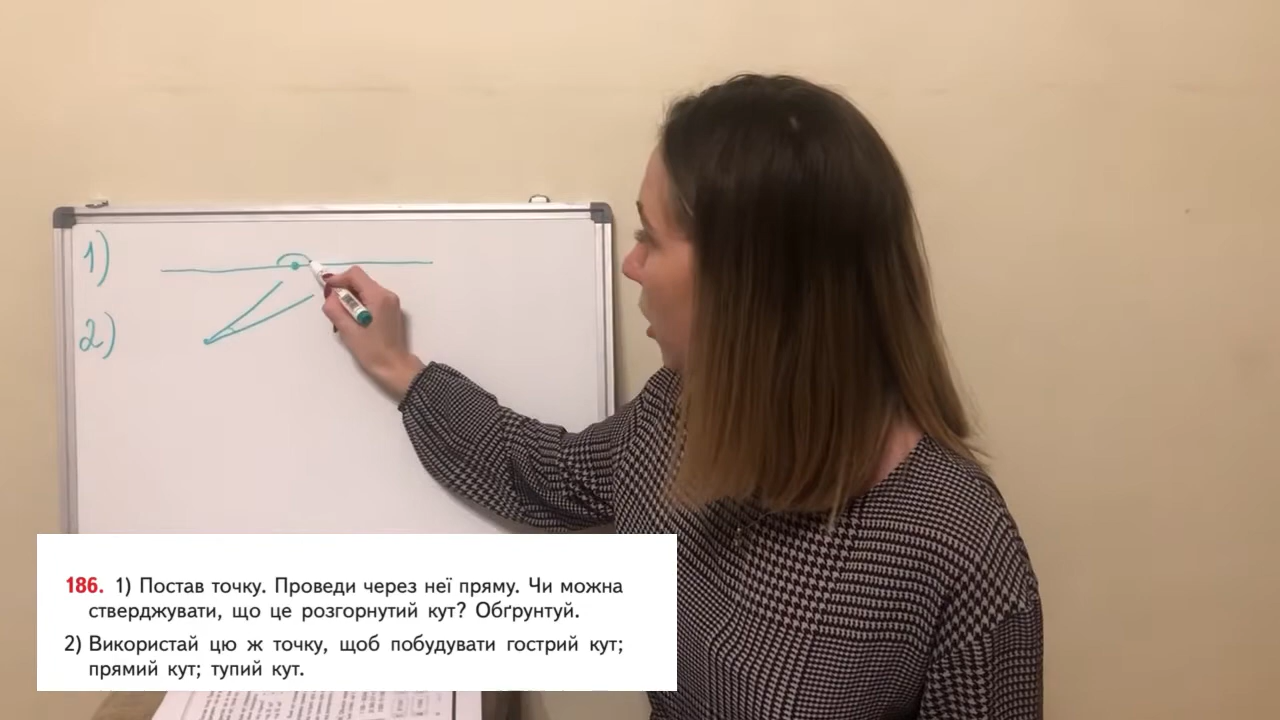 1)
2)
186. 1) Постав точку. Проведи через неї пряму. Чи можна
стверджувати, що це розгорнутий кут? Обґрунтуй.
2) Використай цю ж точку, щоб побудувати гострий кут;
прямий кут; тупий кут.